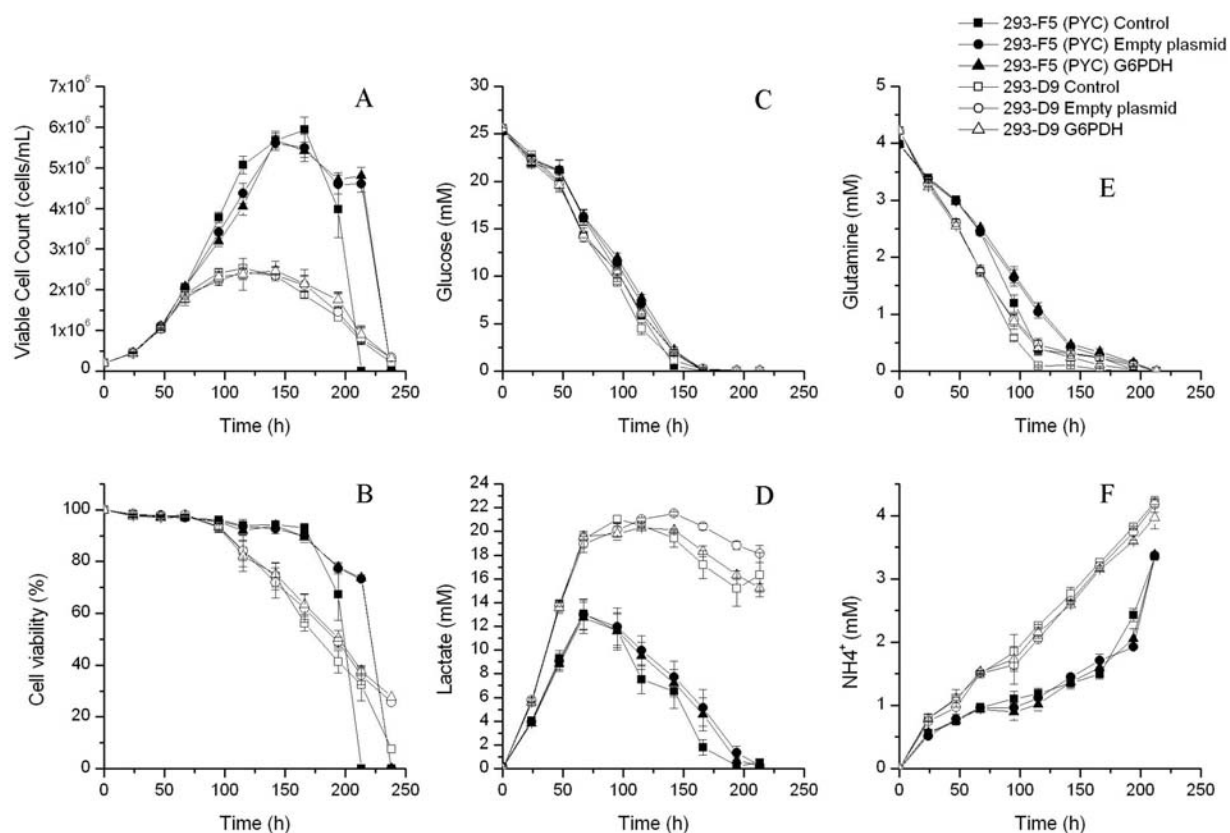 293-F5 (PYC) Control
293-F5 (PYC) Empty plasmid
293-F5 (PYC) G6PDH
293-D9 Control
293-D9 Empty plasmid
293-D9 G6PDH
A
Viable Cell Count (cells/mL)
7x10⁶
6x10⁶
5x10⁶
4x10⁶
3x10⁶
2x10⁶
1x10⁶
0
0 50 100 150 200 250
Time (h)
C
Glucose (mM)
30
25
20
15
10
5
0
0 50 100 150 200 250
Time (h)
E
Glutamine (mM)
5
4
3
2
1
0
0 50 100 150 200 250
Time (h)
B
Cell viability (%)
100
80
60
40
20
0
0 50 100 150 200 250
Time (h)
D
Lactate (mM)
24
22
20
18
16
14
12
10
8
6
4
2
0
0 50 100 150 200 250
Time (h)
F
NH4⁺ (mM)
4
3
2
1
0
0 50 100 150 200 250
Time (h)